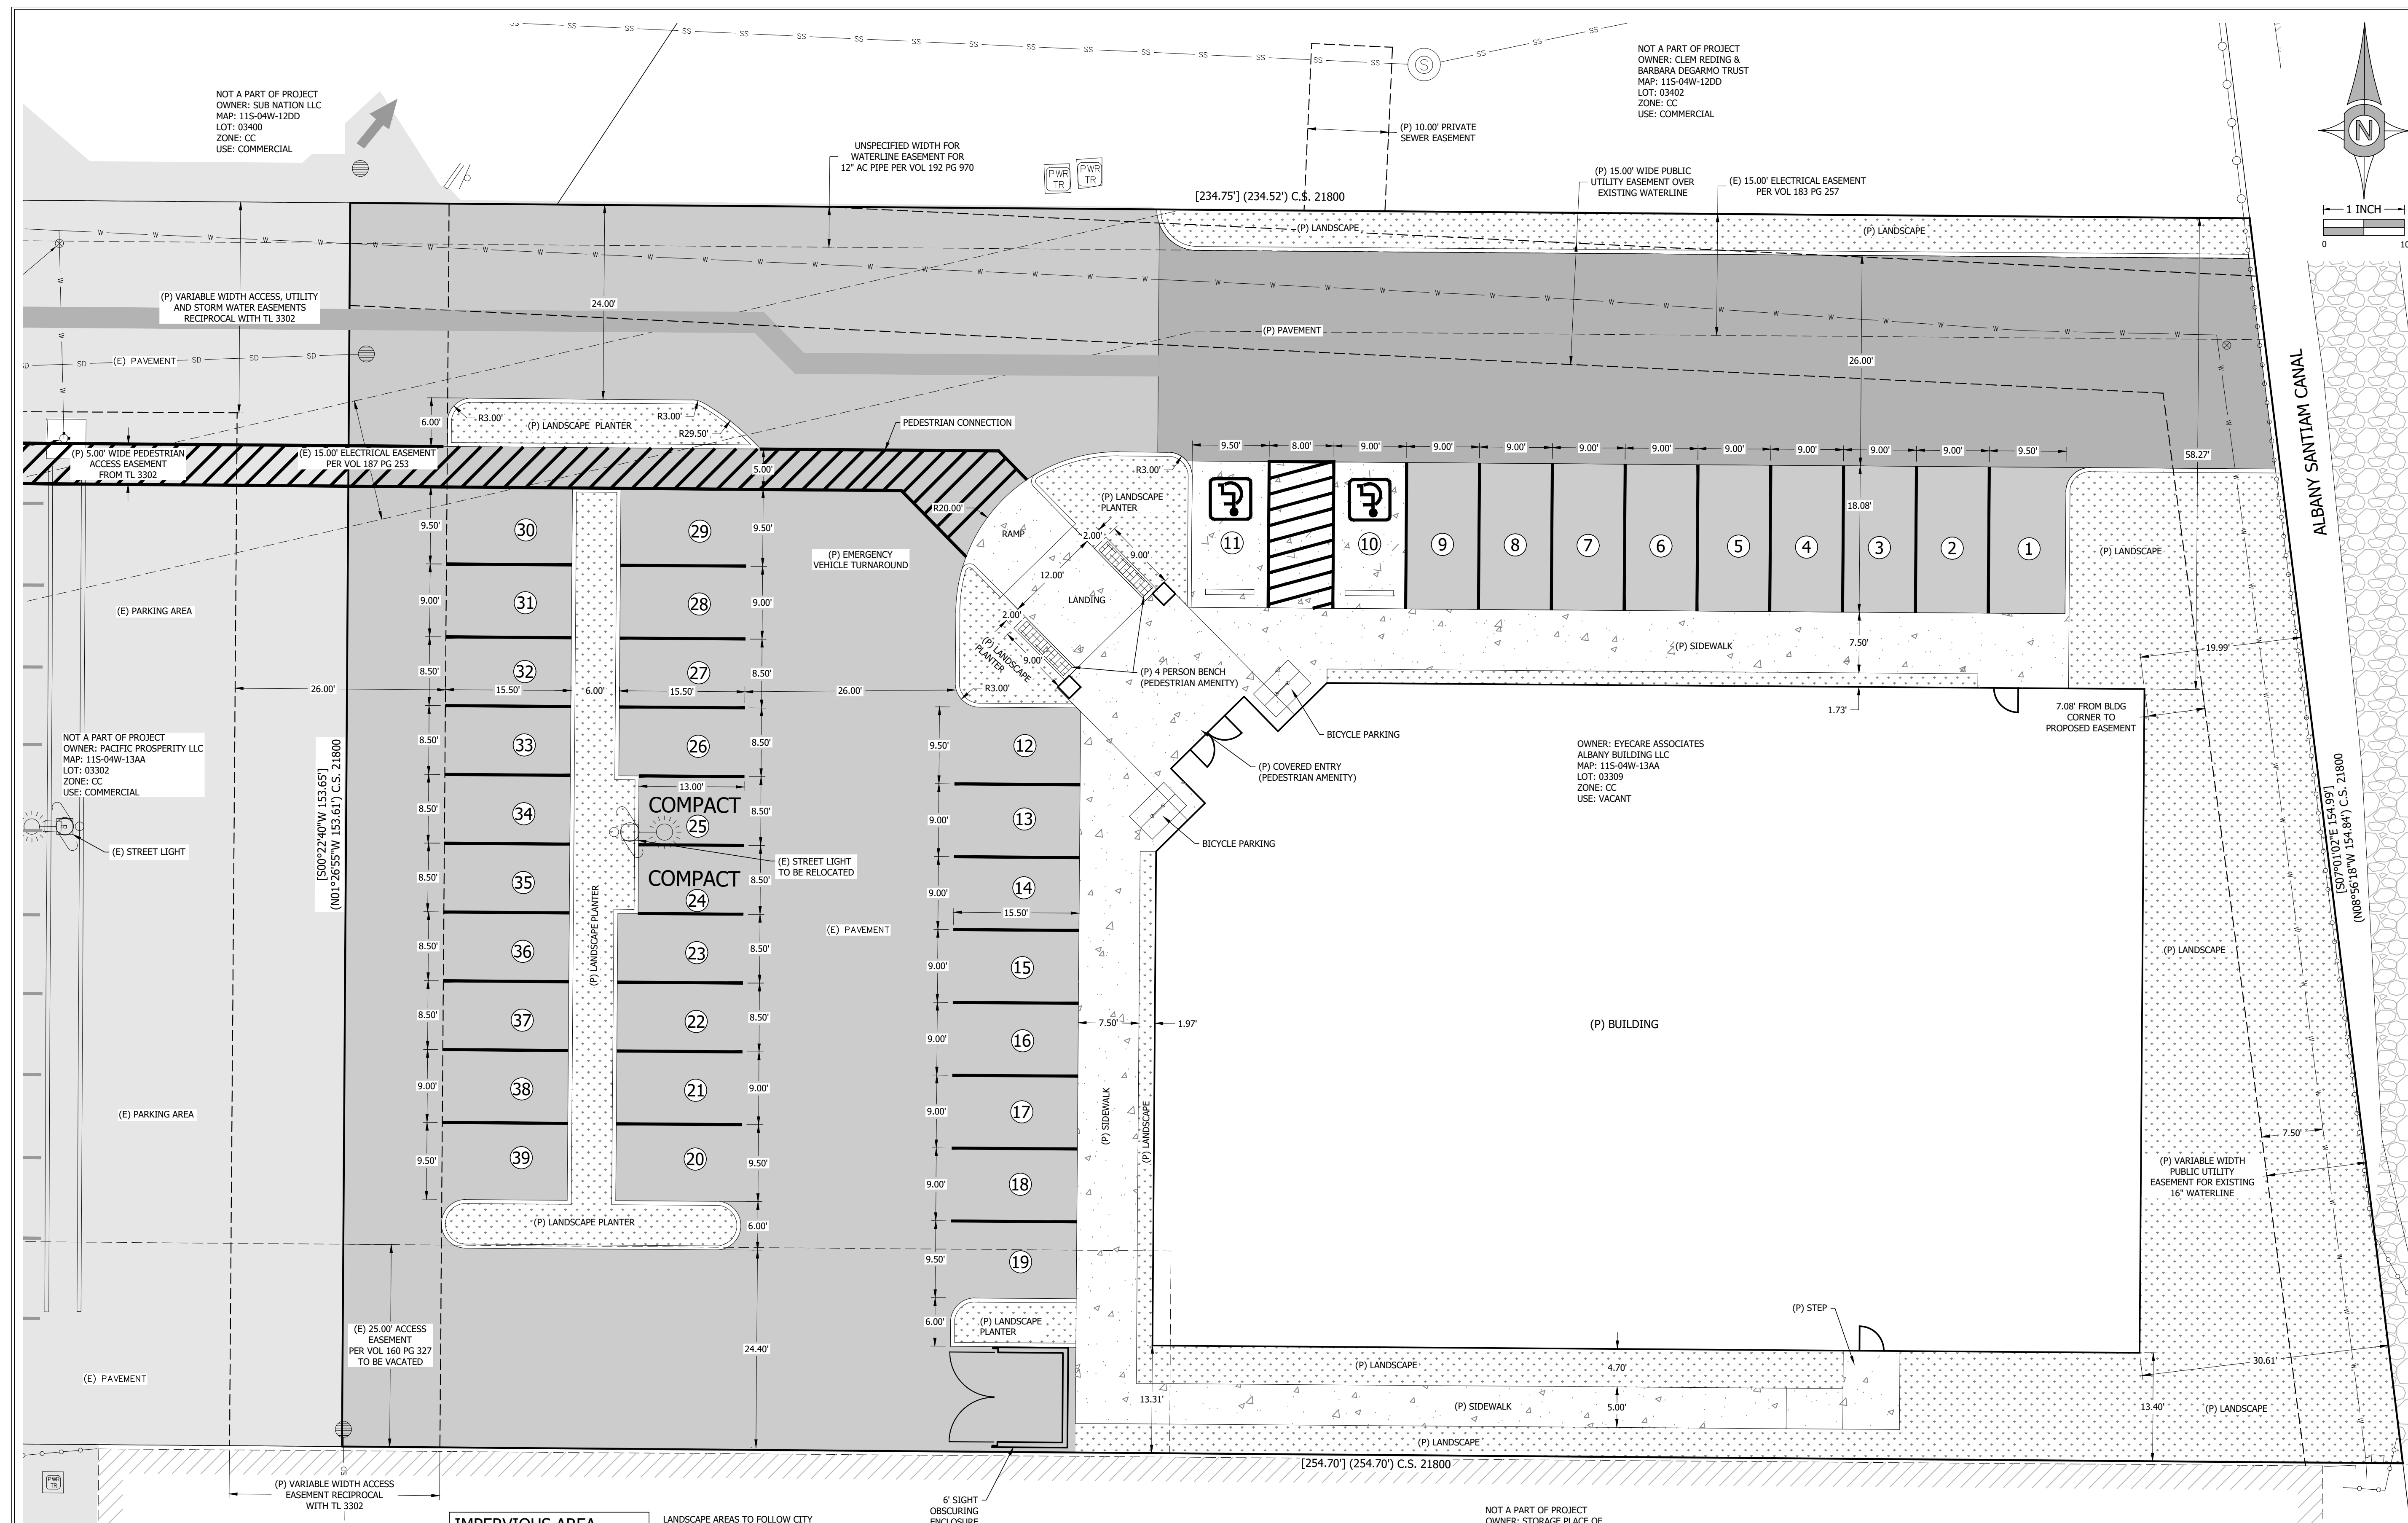 NOT A PART OF PROJECT
OWNER: SUB NATION LLC
MAP: 11S-04W-12DD
LOT: 03400
ZONE: CC
USE: COMMERCIAL
NOT A PART OF PROJECT
OWNER: CLEM REDING &
BARBARA DEGARMO TRUST
MAP: 11S-04W-12DD
LOT: 03402
ZONE: CC
USE: COMMERCIAL
S
N
1 INCH
0
10
(P) 10.00' PRIVATE
SEWER EASEMENT
UNSPECIFIED WIDTH FOR
WATERLINE EASEMENT FOR
12" AC PIPE PER VOL 192 PG 970
PWR
TR
PWR
TR
(P) 15.00' WIDE PUBLIC
UTILITY EASEMENT OVER
EXISTING WATERLINE
(E) 15.00' ELECTRICAL EASEMENT
PER VOL 183 PG 257
[234.75'] (234.52') C.S. 21800
(P) LANDSCAPE
(P) LANDSCAPE
(P) VARIABLE WIDTH ACCESS, UTILITY
AND STORM WATER EASEMENTS
RECIPROCAL WITH TL 3302
24.00'
(E) PAVEMENT
SD
SD
SD
(P) PAVEMENT
26.00'
58.27'
ALBANY SANTIAM CANAL
6.00'
R3.00'
R3.00'
(P) LANDSCAPE PLANTER
R29.50'
PEDESTRIAN CONNECTION
(P) 5.00' WIDE PEDESTRIAN
ACCESS EASEMENT
FROM TL 3302
(E) 15.00' ELECTRICAL EASEMENT
PER VOL 187 PG 253
5.00'
9.50'
8.00'
9.00'
9.00'
9.00'
9.00'
9.00'
9.00'
9.00'
9.00'
9.00'
9.50'
R3.00'
(P) LANDSCAPE
PLANTER
R20.00'
RAMP
2.00'
9.00'
12.00'
LANDING
2.00'
9.00'
(P) LANDSCAPE
PLANTER
R3.00'
(P) EMERGENCY
VEHICLE TURNAROUND
11
10
9
8
7
6
5
4
3
2
1
18.08'
(P) LANDSCAPE
(P) SIDEWALK
7.50'
19.99'
(P) 4 PERSON BENCH
(PEDESTRIAN AMENITY)
1.73'
7.08' FROM BLDG
CORNER TO
PROPOSED EASEMENT
BICYCLE PARKING
(P) COVERED ENTRY
(PEDESTRIAN AMENITY)
BICYCLE PARKING
OWNER: EYECARE ASSOCIATES
ALBANY BUILDING LLC
MAP: 11S-04W-13AA
LOT: 03309
ZONE: CC
USE: VACANT
(E) PARKING AREA
NOT A PART OF PROJECT
OWNER: PACIFIC PROSPERITY LLC
MAP: 11S-04W-13AA
LOT: 03302
ZONE: CC
USE: COMMERCIAL
(E) STREET LIGHT
(E) PARKING AREA
(E) PAVEMENT
26.00'
[S00°22'40"W 153.65']
(N01°26'55"W 153.61') C.S. 21800
9.50'
9.00'
8.50'
8.50'
8.50'
8.50'
8.50'
8.50'
9.00'
9.50'
30
31
32
33
34
35
36
37
38
39
15.50'
6.00'
15.50'
26.00'
29
28
27
26
13.00'
COMPACT
25
COMPACT
24
23
22
21
20
9.50'
9.00'
8.50'
8.50'
8.50'
8.50'
8.50'
8.50'
9.00'
9.50'
6.00'
24.40'
(P) LANDSCAPE PLANTER
(E) STREET LIGHT
TO BE RELOCATED
(E) PAVEMENT
(P) LANDSCAPE PLANTER
9.50'
9.00'
9.00'
9.00'
9.00'
9.00'
9.00'
9.50'
6.00'
12
13
14
15.50'
15
16
17
18
19
(P) LANDSCAPE
PLANTER
7.50'
1.97'
(P) SIDEWALK
(P) LANDSCAPE
(P) BUILDING
(P) LANDSCAPE
[S07°01'02"E 154.99']
(N08°56'18"W 154.84') C.S. 21800
7.50'
(P) VARIABLE WIDTH
PUBLIC UTILITY
EASEMENT FOR EXISTING
16" WATERLINE
(P) STEP
(E) 25.00' ACCESS
EASEMENT
PER VOL 160 PG 327
TO BE VACATED
(P) LANDSCAPE
4.70'
30.61'
13.31'
(P) SIDEWALK
5.00'
13.40'
(P) LANDSCAPE
(P) LANDSCAPE
[254.70'] (254.70') C.S. 21800
PWR
TR
SD
(P) VARIABLE WIDTH ACCESS
EASEMENT RECIPROCAL
WITH TL 3302
6' SIGHT
OBSCURING
ENCLOSURE
NOT A PART OF PROJECT
OWNER: STORAGE PLACE OF
IMPERVIOUS AREA
LANDSCAPE AREAS TO FOLLOW CITY